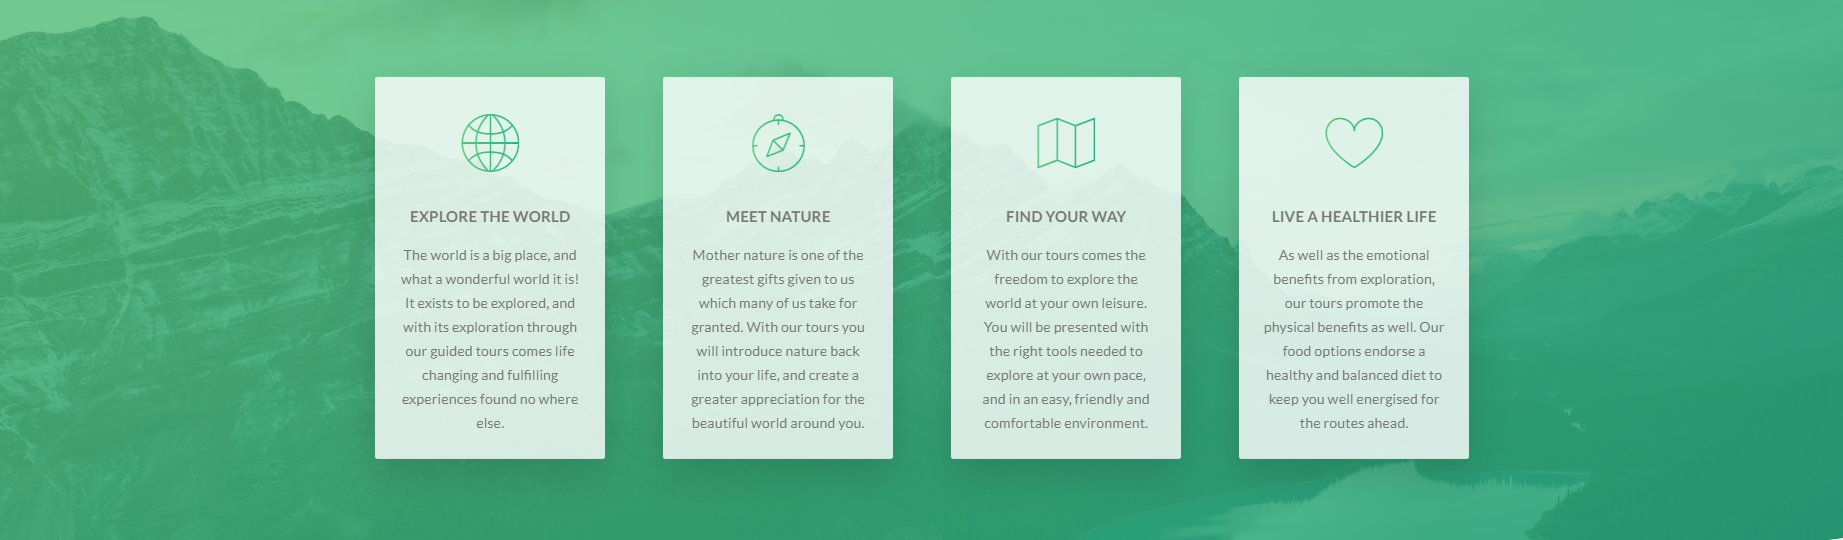 EXPLORE THE WORLD
The world is a big place, and
what a wonderful world it is!
It exists to be explored, and
with its exploration through
our guided tours comes life
changing and fulfilling
experiences found no where
else.
MEET NATURE
Mother nature is one of the
greatest gifts given to us
which many of us take for
granted. With our tours you
will introduce nature back
into your life, and create a
greater appreciation for the
beautiful world around you.
FIND YOUR WAY
With our tours comes the
freedom to explore the
world at your own leisure.
You will be presented with
the right tools needed to
explore at your own pace,
and in an easy, friendly and
comfortable environment.
LIVE A HEALTHIER LIFE
As well as the emotional
benefits from exploration,
our tours promote the
physical benefits as well. Our
food options endorse a
healthy and balanced diet to
keep you well energised for
the routes ahead.